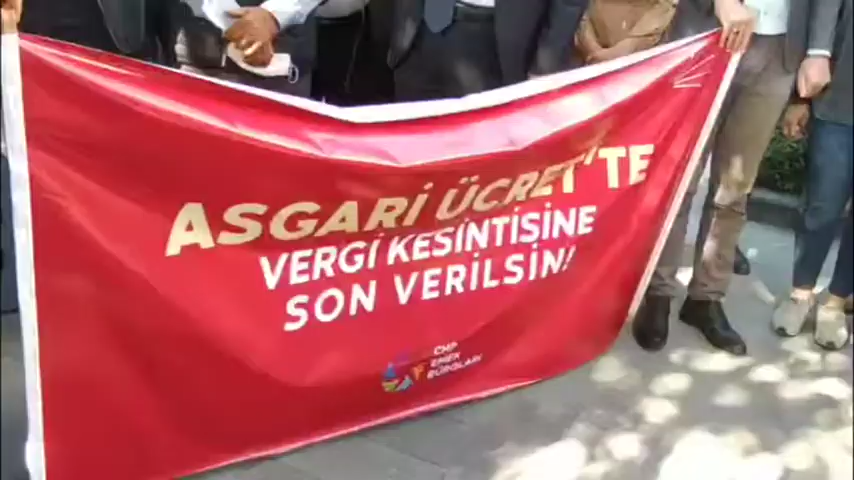 ASGARİ ÜCRET'TE
VERGİ KESİNTİSİNE
SON VERİLSİN!
CHP
EMEK
BÜROLARI